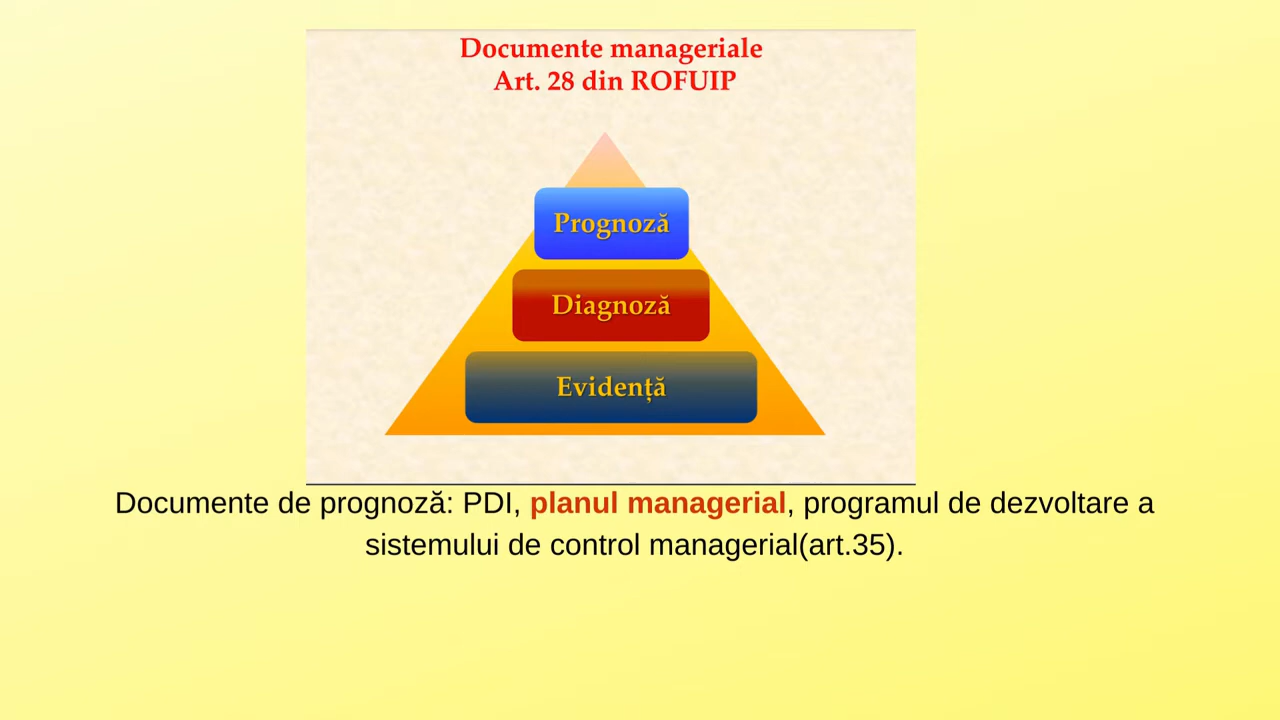 Documente manageriale
Art. 28 din ROFUIP
Prognoză
Diagnoză
Evidență
Documente de prognoză: PDI, planul managerial, programul de dezvoltare a
sistemului de control managerial(art.35).